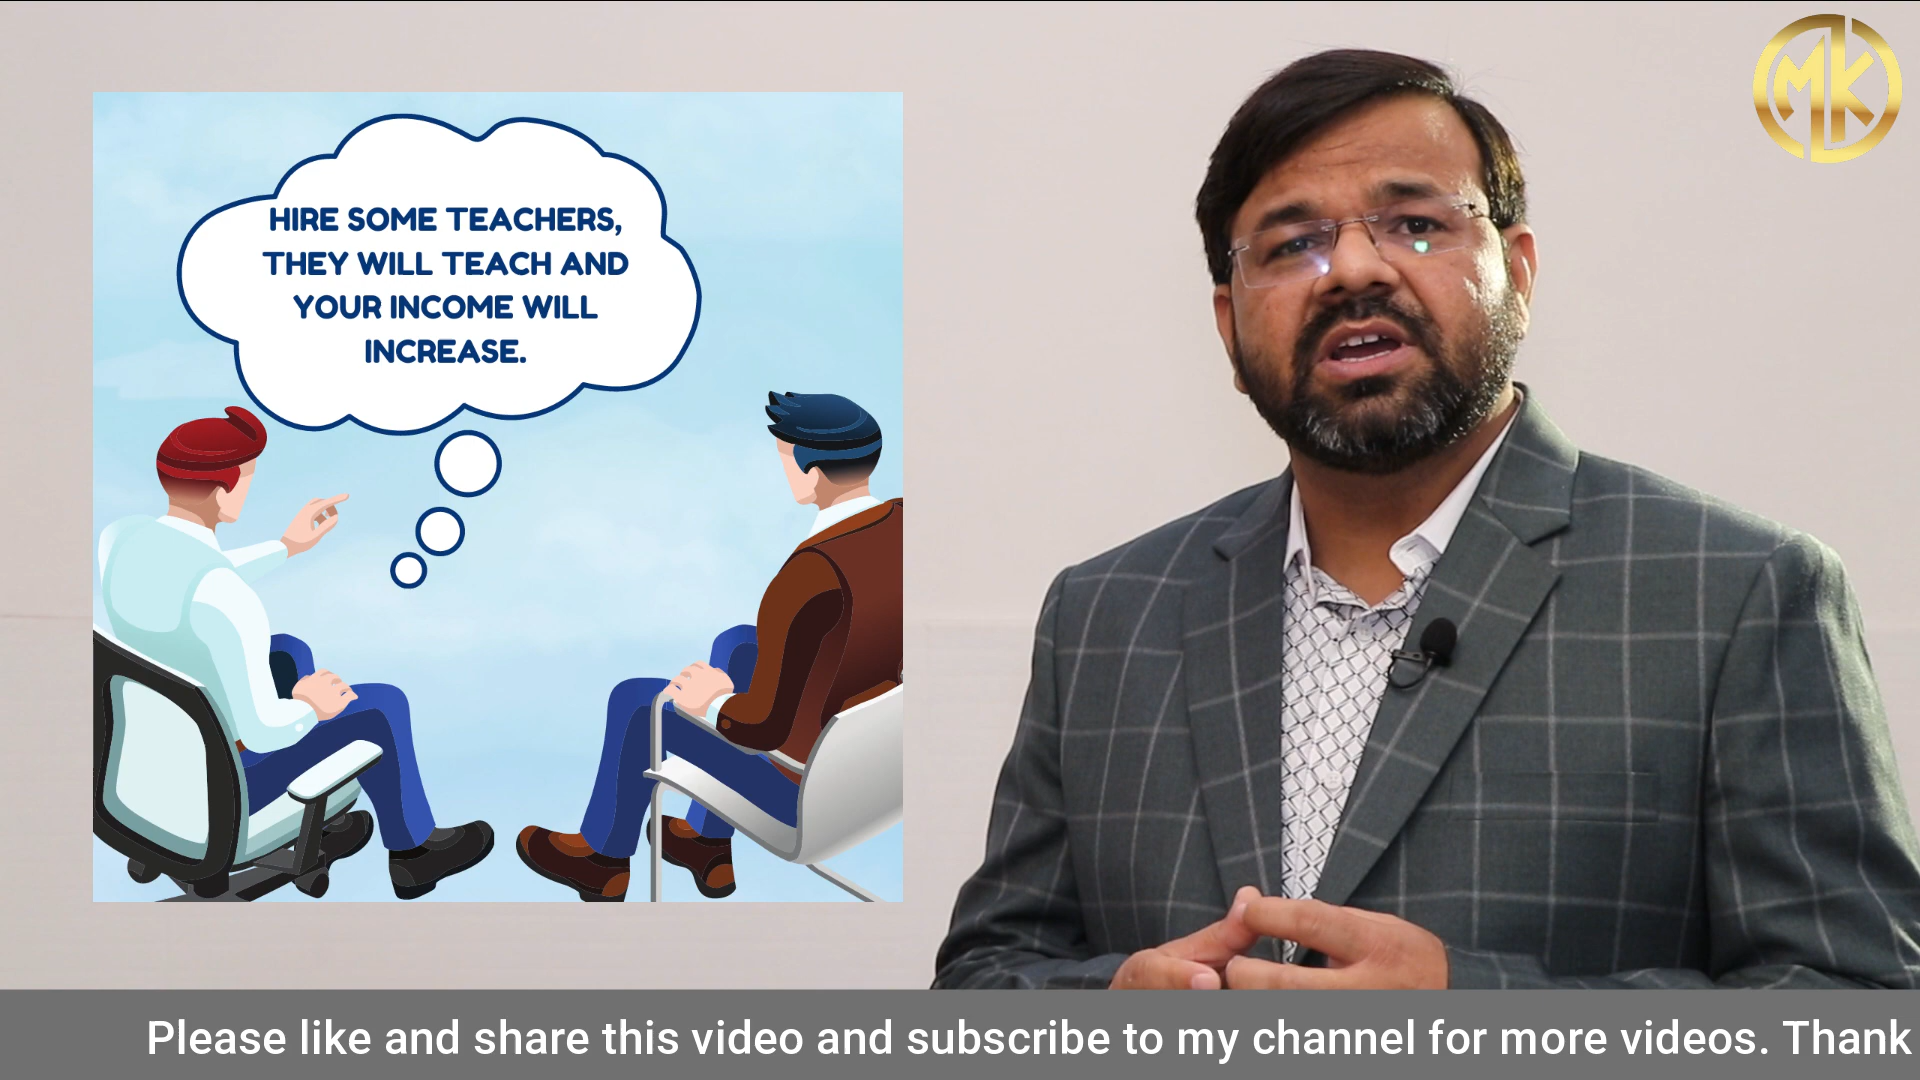 MK
HIRE SOME TEACHERS,
THEY WILL TEACH AND
YOUR INCOME WILL
INCREASE.
Please like and share this video and subscribe to my channel for more videos. Thank